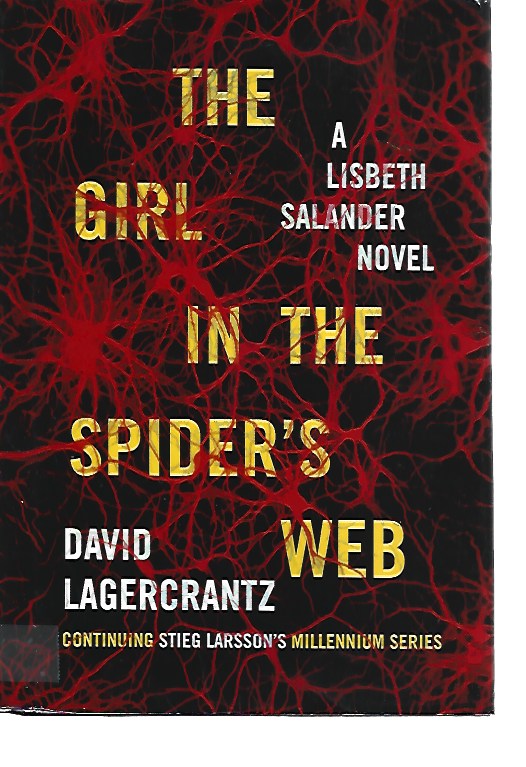 THE
GIRL
IN THE
SPIDER'S
WEB
A
LISBETH
SALANDER
NOVEL
DAVID
LAGERCRANTZ
CONTINUING STIEG LARSSON'S MILLENNIUM SERIES